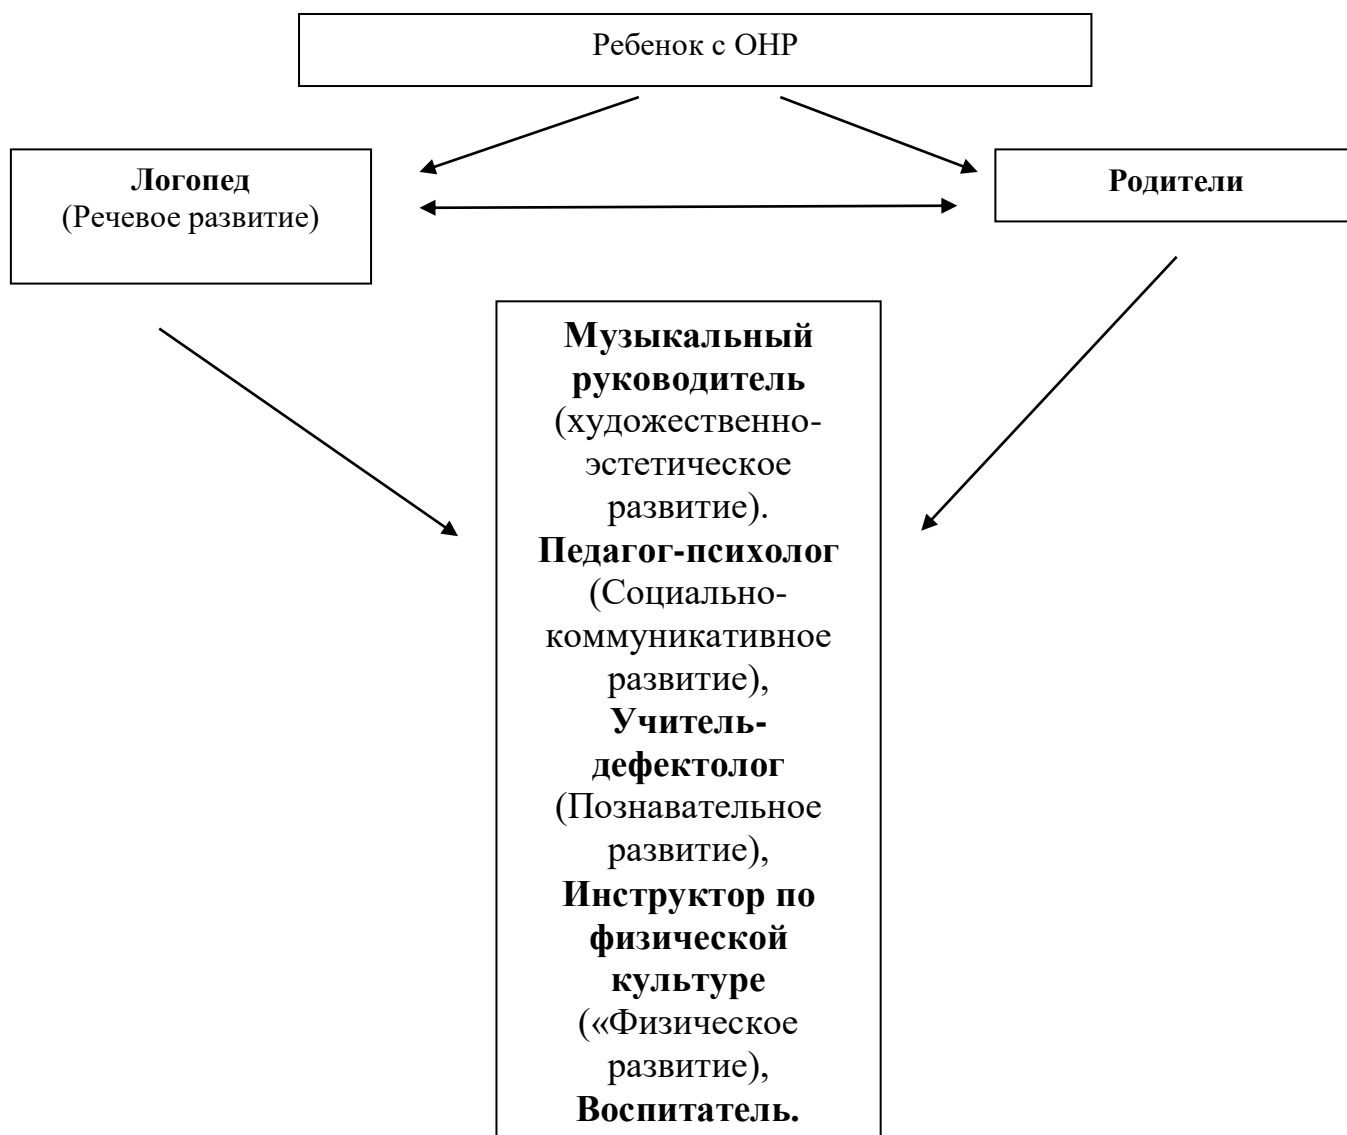 Ребенок с ОНР
Логопед
(Речевое развитие)
Родители
Музыкальный
руководитель
(художественно-
эстетическое
развитие).
Педагог-психолог
(Социально-
коммуникативное
развитие),
Учитель-
дефектолог
(Познавательное
развитие),
Инструктор по
физической
культуре
(«Физическое
развитие),
Воспитатель.